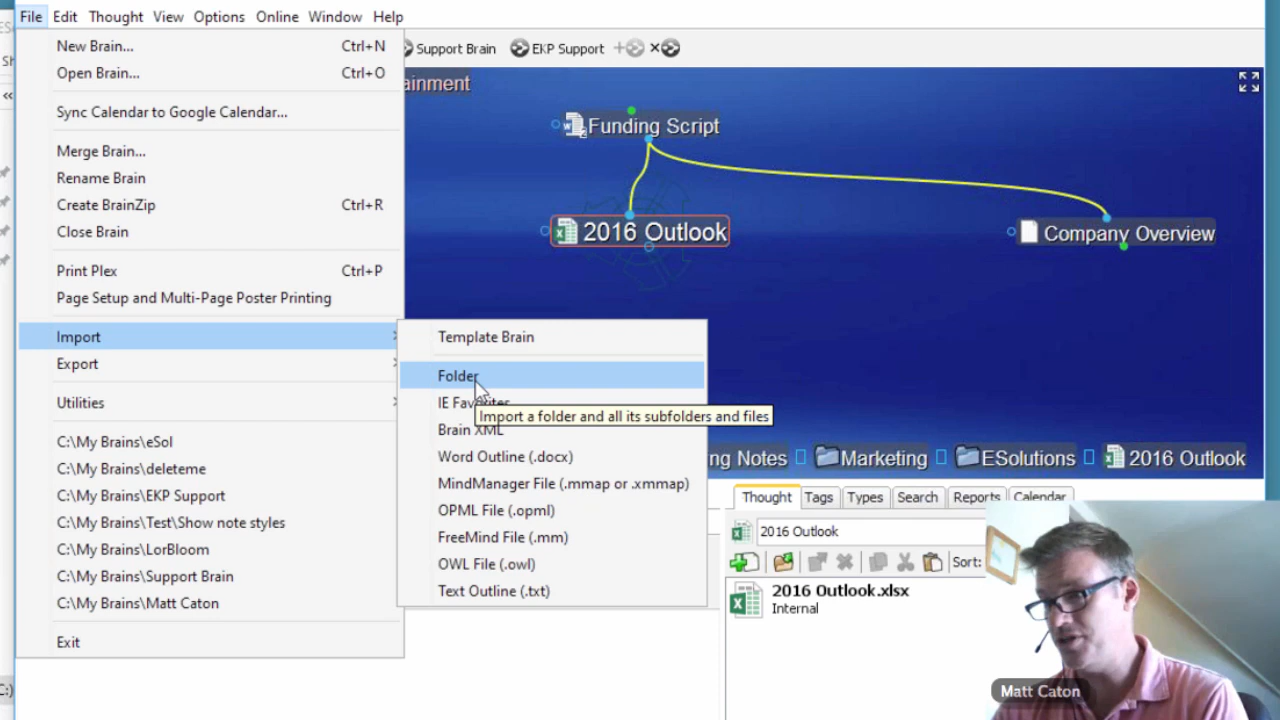 File Edit Thought View Options Online Window Help
New Brain... Ctrl+N
Open Brain... Ctrl+O
Sync Calendar to Google Calendar...
Merge Brain...
Rename Brain
Create BrainZip Ctrl+R
Close Brain
Print Plex Ctrl+P
Page Setup and Multi-Page Poster Printing
Import
Export
Utilities
C:\My Brains\eSol
C:\My Brains\deleteme
C:\My Brains\EKP Support
C:\My Brains\Test\Show note styles
C:\My Brains\LorBloom
C:\My Brains\Support Brain
C:\My Brains\Matt Caton
Exit
Template Brain
Folder
Import a folder and all its subfolders and files
Brain XML
Word Outline (.docx)
MindManager File (.mmap or .xmmap)
OPML File (.opml)
FreeMind File (.mm)
OWL File (.owl)
Text Outline (.txt)
Support Brain EKP Support
ainment
Funding Script
2016 Outlook
Company Overview
ng Notes Marketing ESolutions 2016 Outlook
Thought Tags Types Search Reports Calendar
2016 Outlook
Sort:
2016 Outlook.xlsx
Internal
Matt Caton